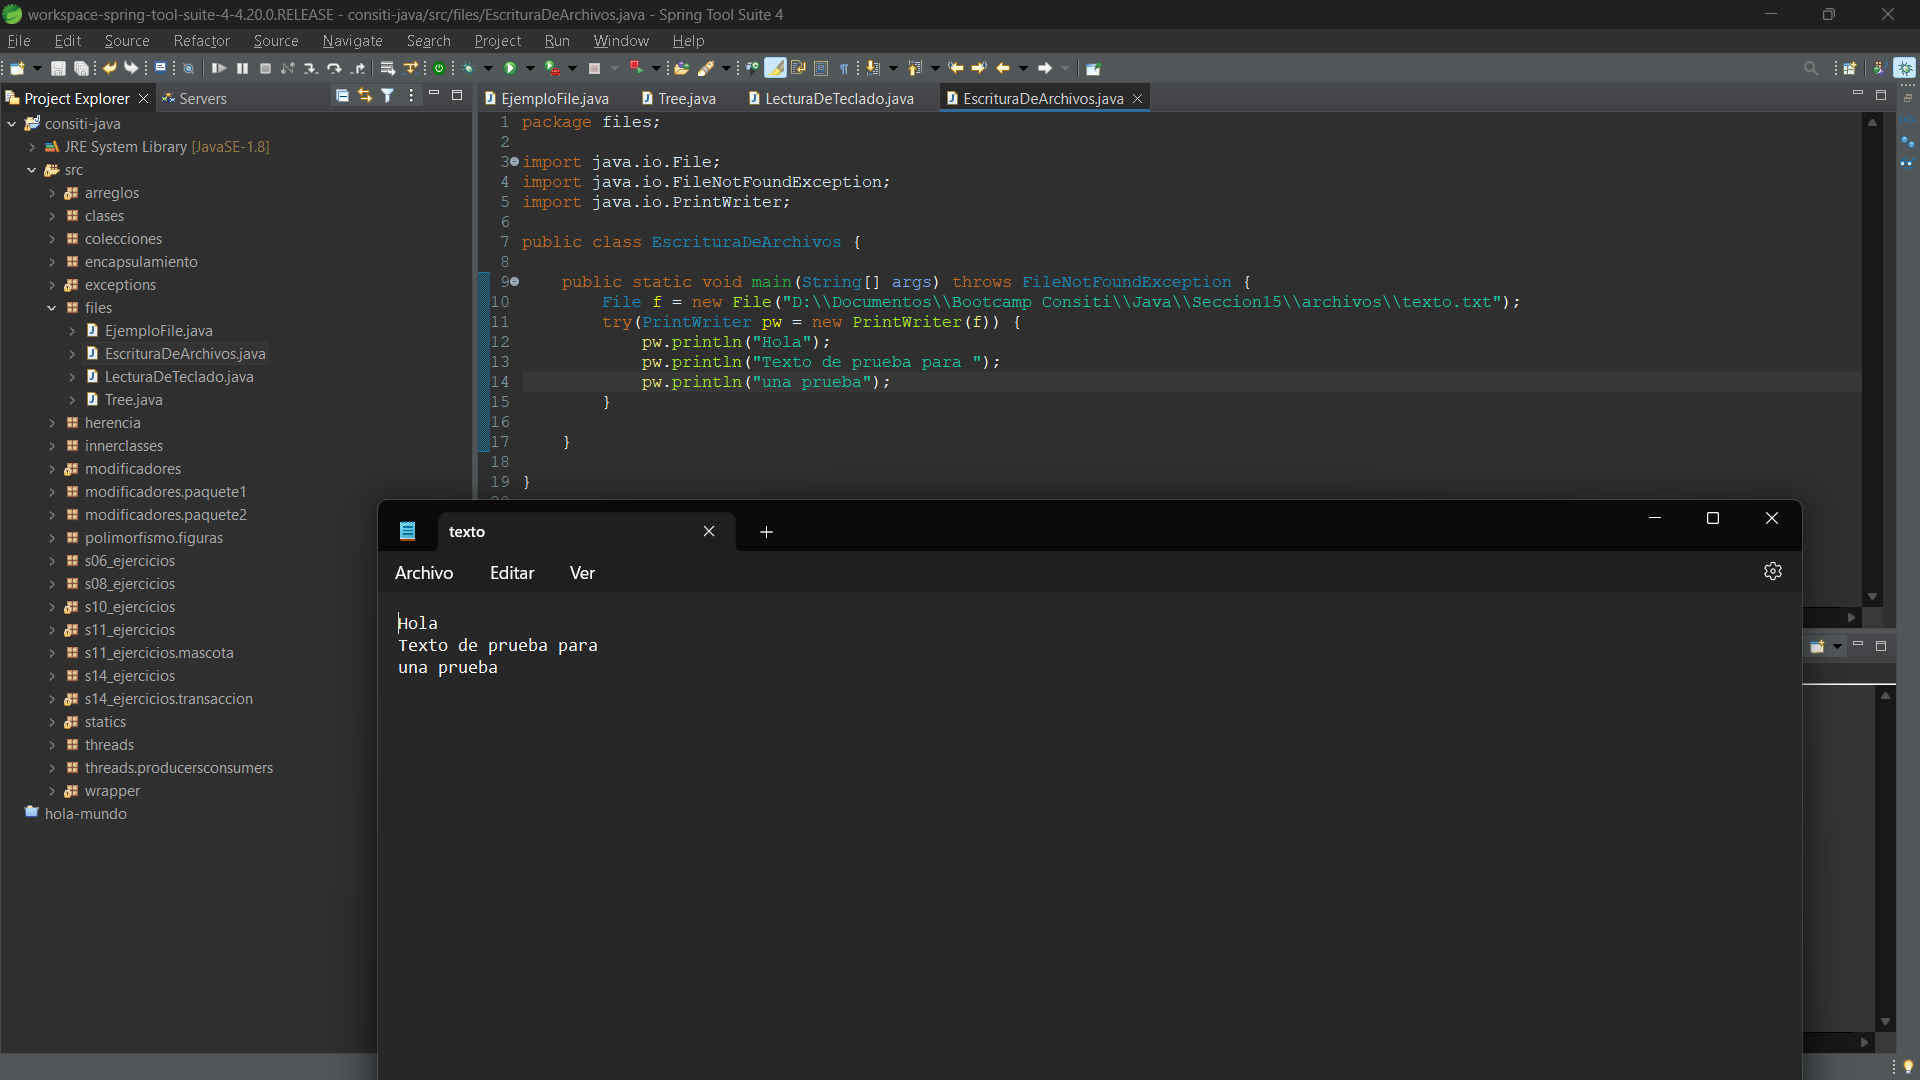 workspace-spring-tool-suite-4-4.20.0.RELEASE - consiti-java/src/files/EscrituraDeArchivos.java - Spring Tool Suite 4
File Edit Source Refactor Source Navigate Search Project Run Window Help
Project Explorer Servers
consiti-java
JRE System Library [JavaSE-1.8]
src
arreglos
clases
colecciones
encapsulamiento
exceptions
files
EjemploFile.java
EscrituraDeArchivos.java
LecturaDeTeclado.java
Tree.java
herencia
innerclasses
modificadores
modificadores.paquete1
modificadores.paquete2
polimorfismo.figuras
s06_ejercicios
s08_ejercicios
s10_ejercicios
s11_ejercicios
s11_ejercicios.mascota
s14_ejercicios
s14_ejercicios.transaccion
statics
threads
threads.producersconsumers
wrapper
hola-mundo
EjemploFile.java Tree.java LecturaDeTeclado.java EscrituraDeArchivos.java
1 package files;
2
3 import java.io.File;
4 import java.io.FileNotFoundException;
5 import java.io.PrintWriter;
6
7 public class EscrituraDeArchivos {
8
9 public static void main(String[] args) throws FileNotFoundException {
10 File f = new File("D:\\Documentos\\Bootcamp Consiti\\Java\\Seccion15\\archivos\\texto.txt");
11 try(PrintWriter pw = new PrintWriter(f)) {
12 pw.println("Hola");
13 pw.println("Texto de prueba para ");
14 pw.println("una prueba");
15 }
16
17 }
18
19 }
texto
Archivo Editar Ver
Hola
Texto de prueba para
una prueba